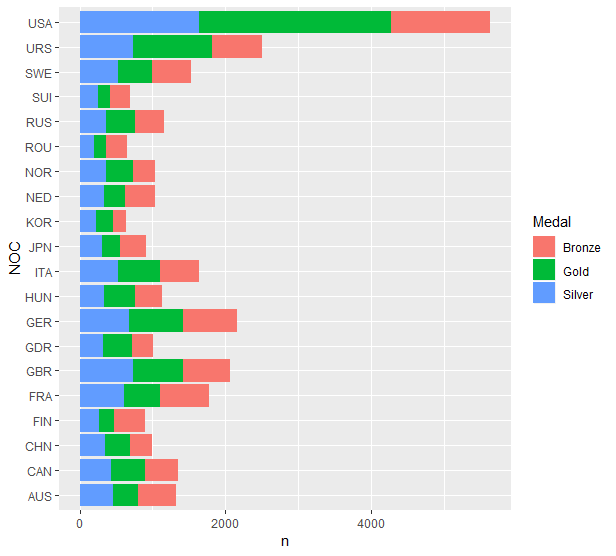 USA
URS
SWE
SUI
RUS
ROU
NOR
NED
KOR
JPN
ITA
HUN
GER
GDR
GBR
FRA
FIN
CHN
CAN
AUS
NOC
0 2000 4000
n
Medal
Bronze
Gold
Silver